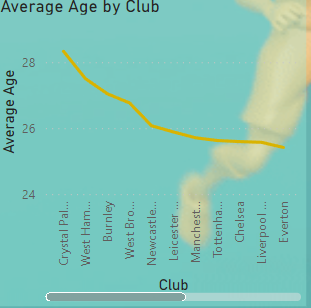 Average Age by Club
Average Age
28
26
24
Crystal Pal...
West Ham...
Burnley
West Bro...
Newcastle...
Leicester ...
Manchest...
Tottenha...
Chelsea
Liverpool ...
Everton
Club